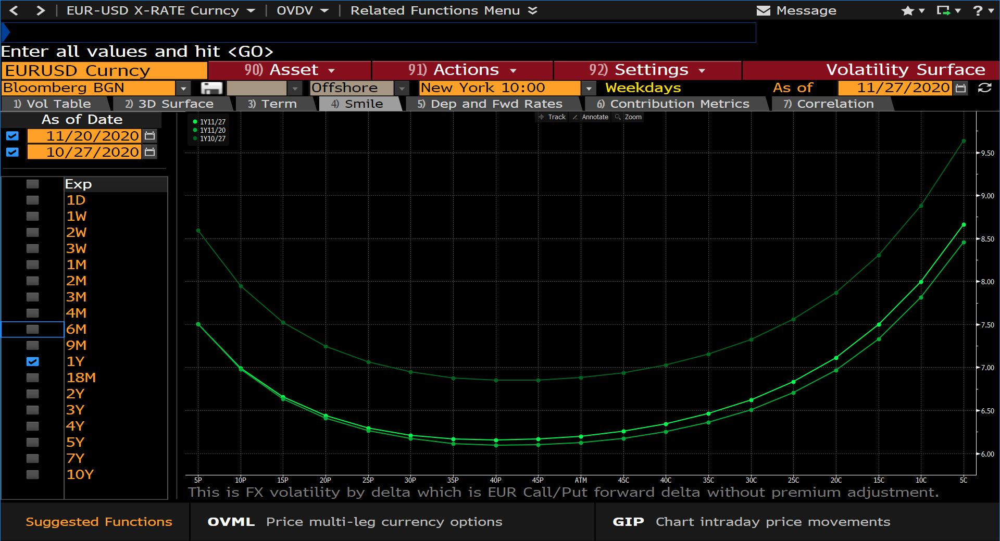 EUR-USD X-RATE Curncy OVDV Related Functions Menu Message ?
Enter all values and hit <GO>
EURUSD Curncy 90) Asset 91) Actions 92) Settings Volatility Surface
Bloomberg BGN Offshore New York 10:00 Weekdays As of 11/27/2020
1) Vol Table 2) 3D Surface 3) Term 4) Smile 5) Dep and Fwd Rates 6) Contribution Metrics 7) Correlation
As of Date
11/20/2020
10/27/2020
Exp
1D
1W
2W
3W
1M
2M
3M
4M
6M
9M
1Y
18M
2Y
3Y
4Y
5Y
7Y
10Y
Track Annotate Zoom
1Y11/27
1Y11/20
1Y10/27
9.50
9.00
8.50
8.00
7.50
7.00
6.50
6.00
5P 10P 15P 20P 25P 30P 35P 40P 45P ATM 45C 40C 35C 30C 25C 20C 15C 10C 5C
This is FX volatility by delta which is EUR Call/Put forward delta without premium adjustment.
Suggested Functions OVML Price multi-leg currency options GIP Chart intraday price movements